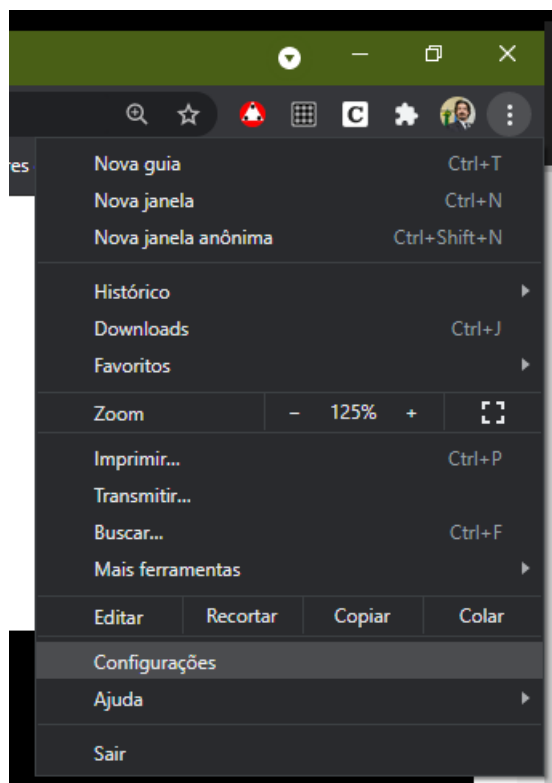 C
res
Nova guia Ctrl+T
Nova janela Ctrl+N
Nova janela anônima Ctrl+Shift+N
Histórico
Downloads Ctrl+J
Favoritos
Zoom - 125% +
Imprimir... Ctrl+P
Transmitir...
Buscar... Ctrl+F
Mais ferramentas
Editar Recortar Copiar Colar
Configurações
Ajuda
Sair